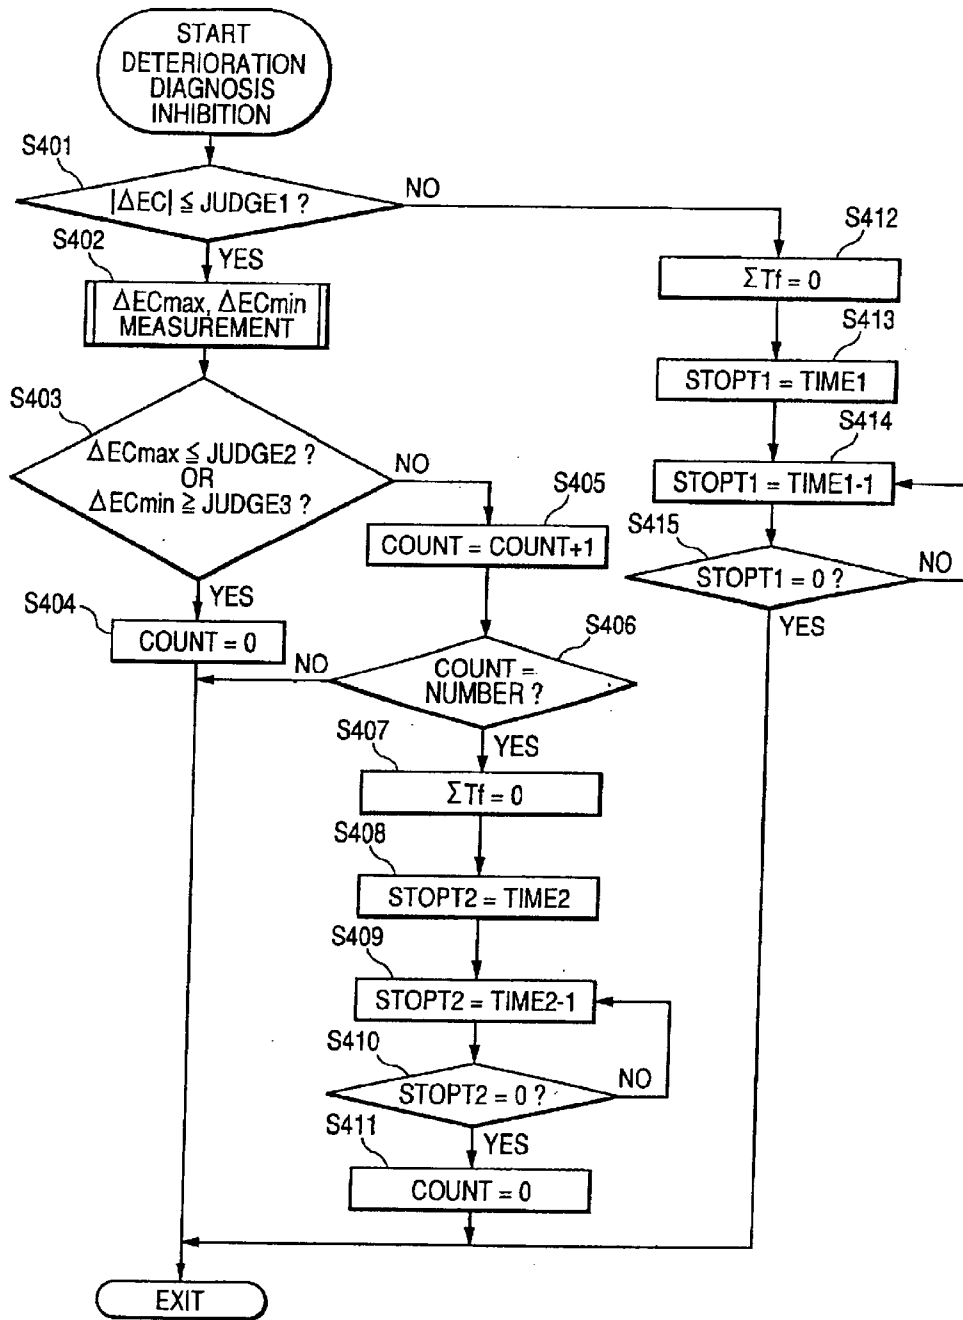 START
DETERIORATION
DIAGNOSIS
INHIBITION
S401
|ΔEC| ≦ JUDGE1 ?
NO
YES
S402
ΔECmax, ΔECmin
MEASUREMENT
S403
ΔECmax ≦ JUDGE2 ?
OR
ΔECmin ≧ JUDGE3 ?
NO
YES
S404
COUNT = 0
S405
COUNT = COUNT+1
S406
COUNT =
NUMBER ?
NO
YES
S407
ΣTf = 0
S408
STOPT2 = TIME2
S409
STOPT2 = TIME2-1
S410
STOPT2 = 0 ?
NO
YES
S411
COUNT = 0
S412
ΣTf = 0
S413
STOPT1 = TIME1
S414
STOPT1 = TIME1-1
S415
STOPT1 = 0 ?
NO
YES
EXIT